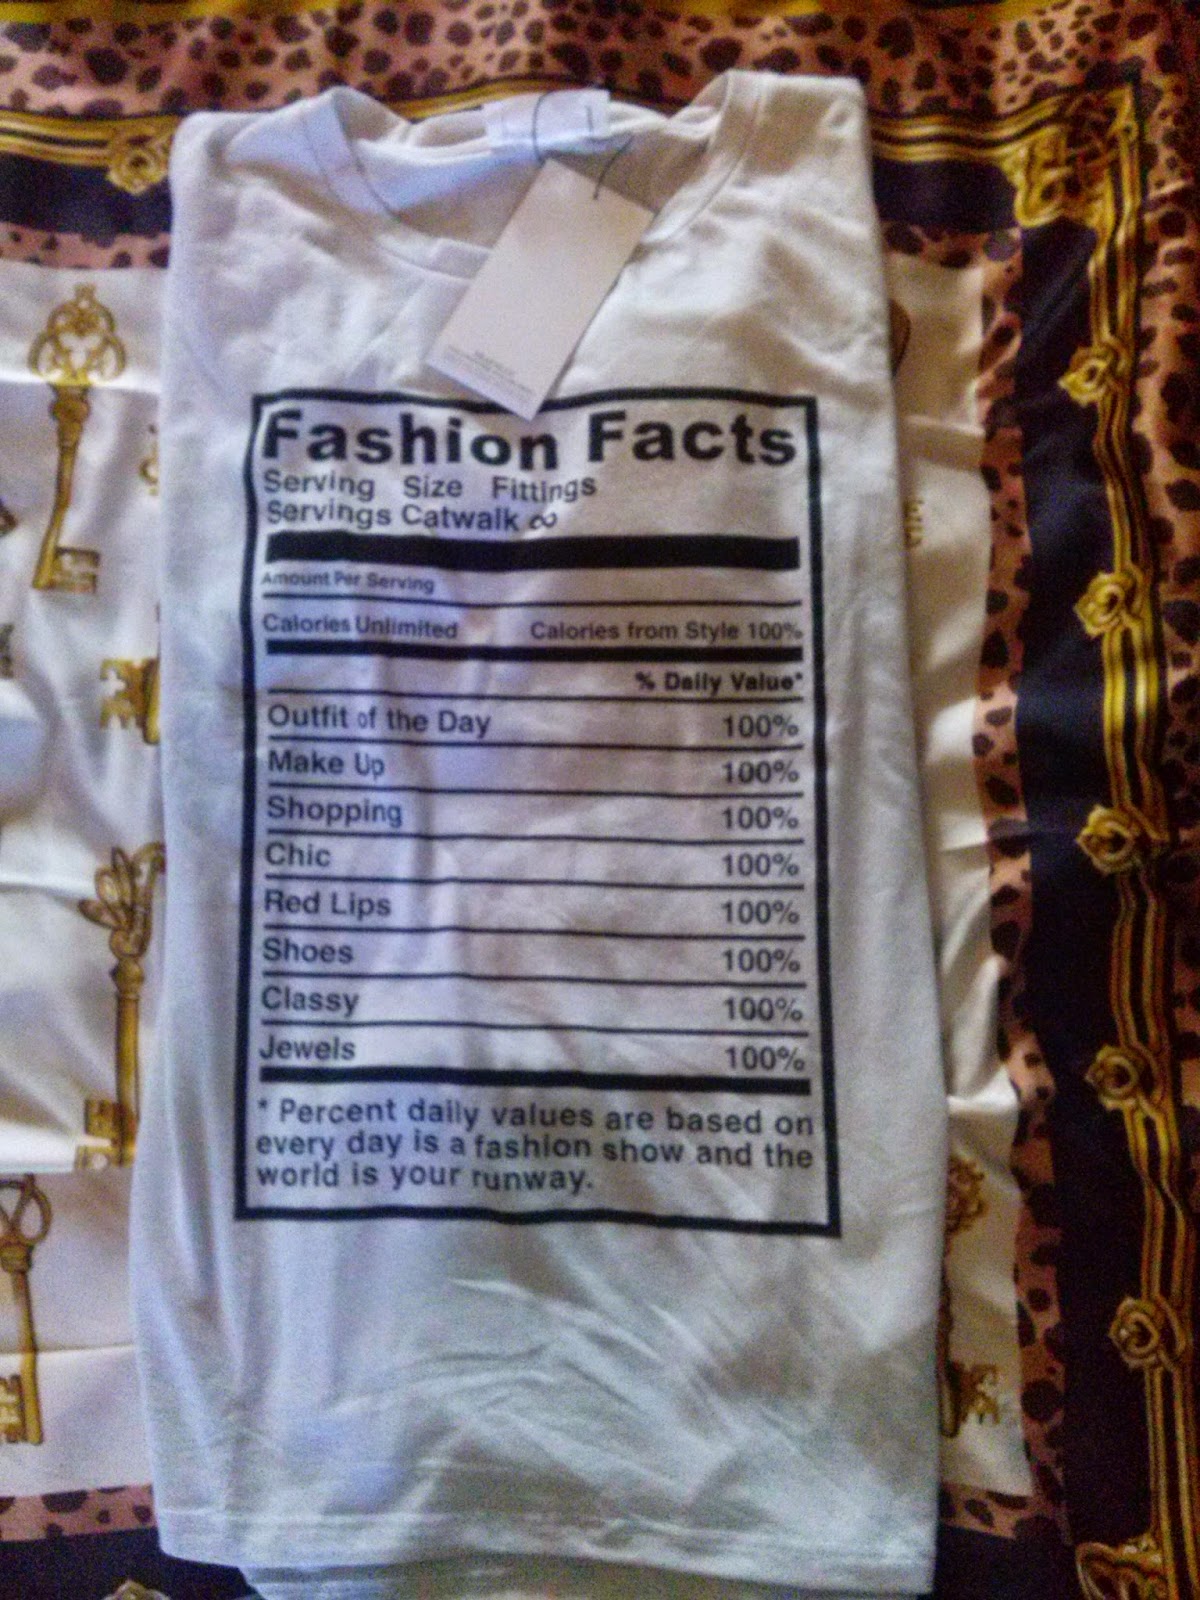 Fashion Facts
Serving Size Fittings
Servings Catwalk ∞
Amount Per Serving
Calories Unlimited Calories from Style 100%
% Daily Value*
Outfit of the Day 100%
Make Up 100%
Shopping 100%
Chic 100%
Red Lips 100%
Shoes 100%
Classy 100%
Jewels 100%
* Percent daily values are based on
every day is a fashion show and the
world is your runway.